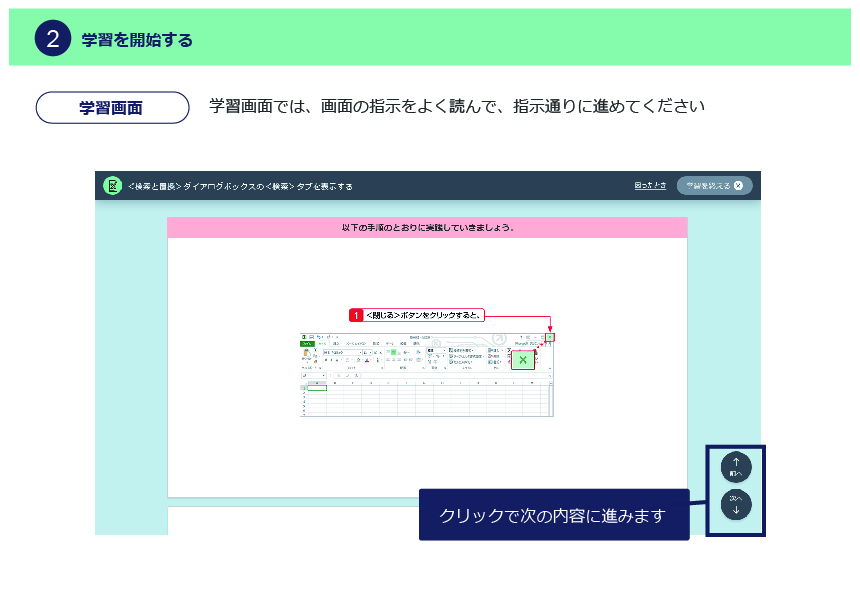 2 学習を開始する
学習画面
学習画面では、画面の指示をよく読んで、指示通りに進めてください
<検索と置換>ダイアログボックスの<検索>タブを表示する
困ったとき
学習を終える
以下の手順のとおりに実践していきましょう。
1 <閉じる>ボタンをクリックすると、
前へ
次へ
クリックで次の内容に進みます